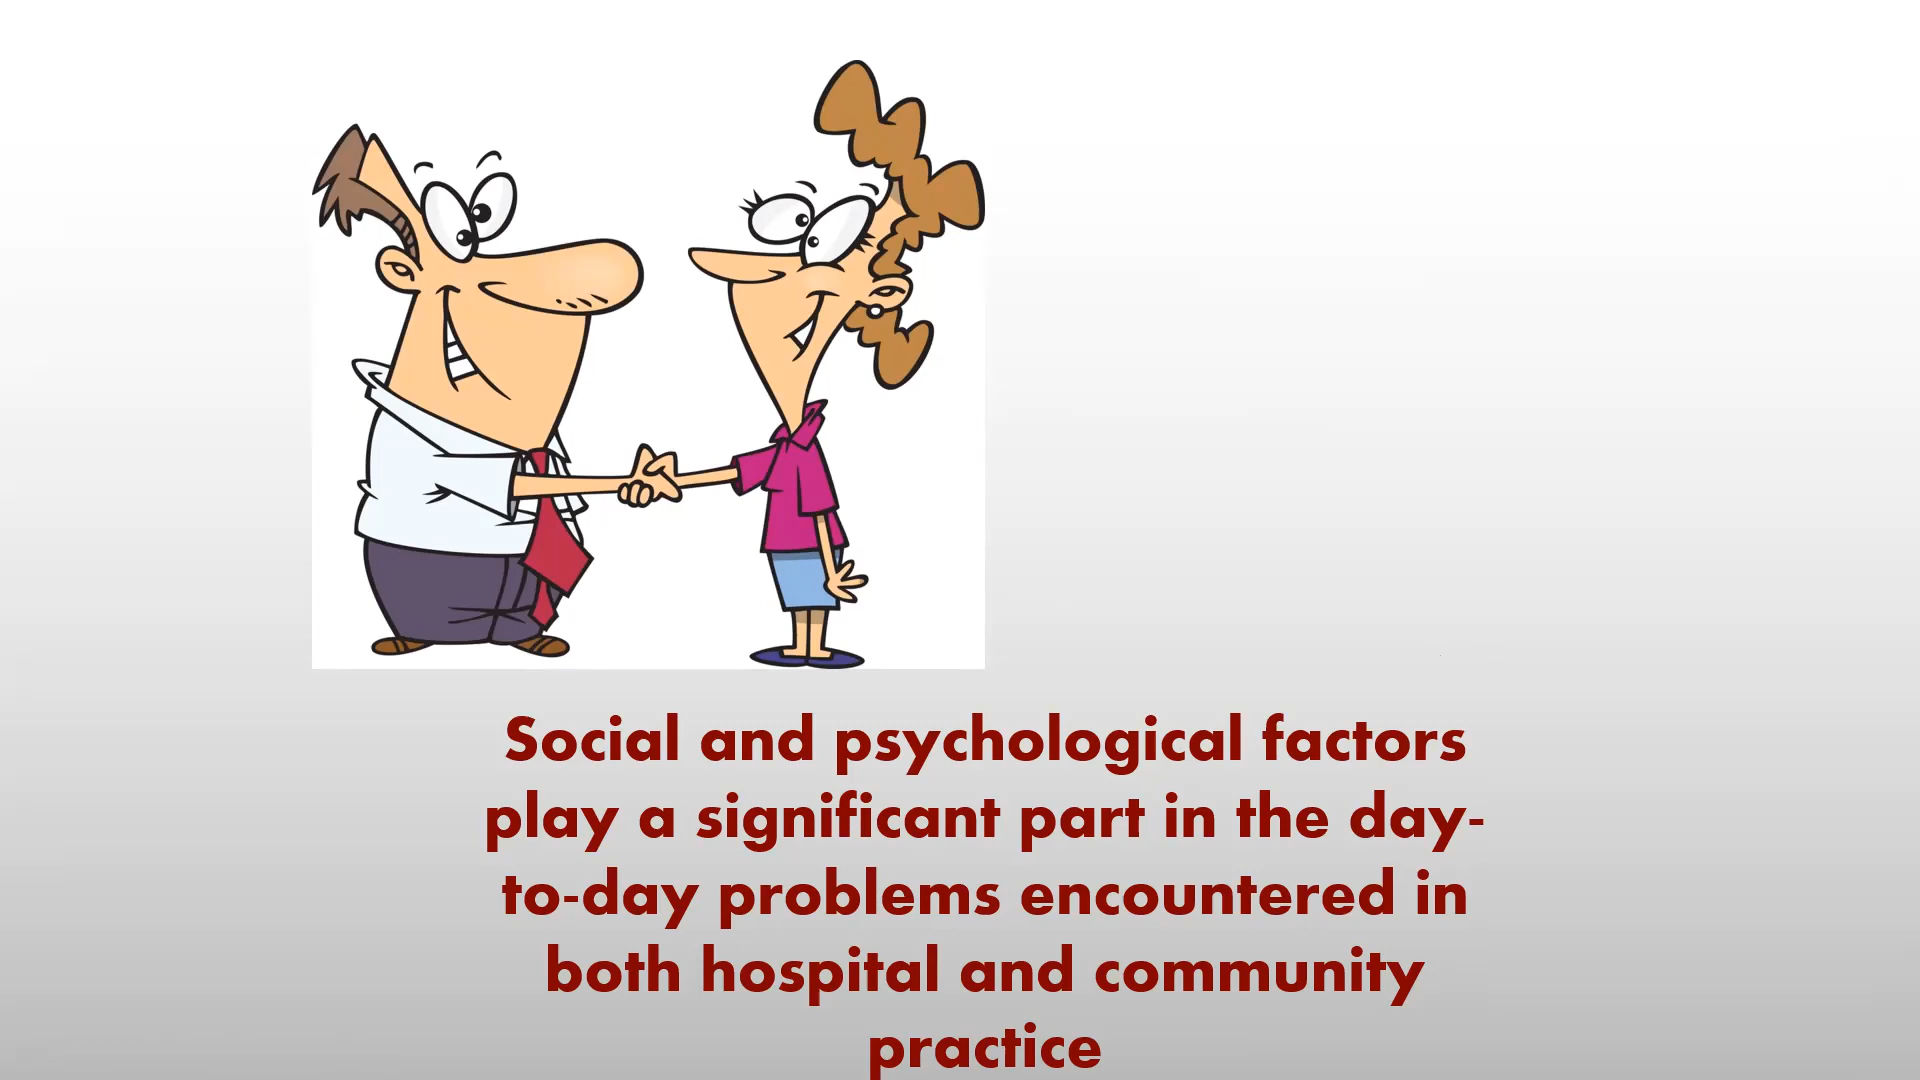 Social and psychological factors
play a significant part in the day-
to-day problems encountered in
both hospital and community
practice